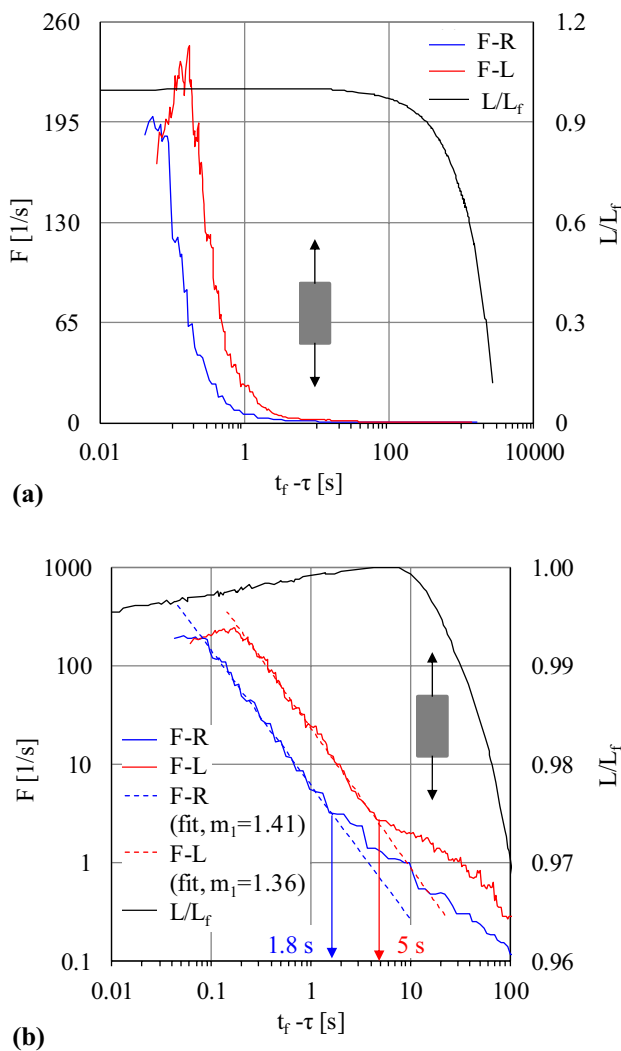 260
195
130
65
0
F [1/s]
1.2
0.9
0.6
0.3
0
L/Lf
F-R
F-L
L/Lf
0.01
1
100
10000
tf -τ [s]
(a)
1000
100
10
1
0.1
F [1/s]
1.00
0.99
0.98
0.97
0.96
L/Lf
F-R
F-L
F-R
(fit, m1=1.41)
F-L
(fit, m1=1.36)
L/Lf
1.8 s
5 s
0.01
0.1
1
10
100
tf -τ [s]
(b)